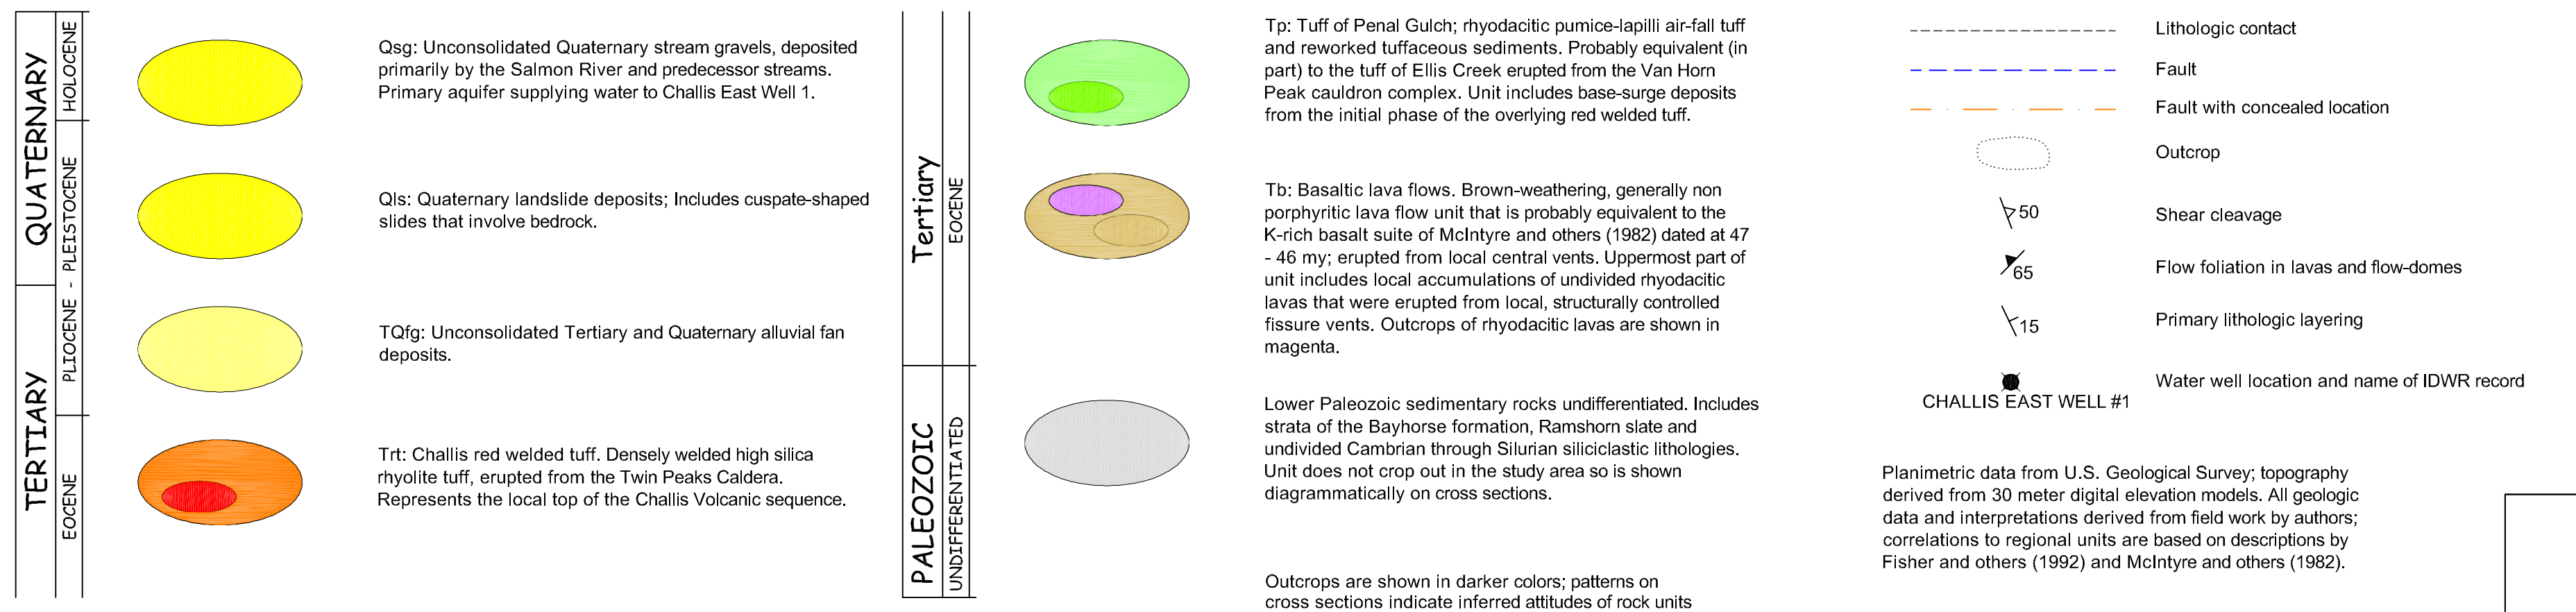 QUATERNARY
HOLOCENE
PLIOCENE - PLEISTOCENE
TERTIARY
EOCENE
Qsg: Unconsolidated Quaternary stream gravels, deposited
primarily by the Salmon River and predecessor streams.
Primary aquifer supplying water to Challis East Well 1.
Qls: Quaternary landslide deposits; Includes cuspate-shaped
slides that involve bedrock.
TQfg: Unconsolidated Tertiary and Quaternary alluvial fan
deposits.
Trt: Challis red welded tuff. Densely welded high silica
rhyolite tuff, erupted from the Twin Peaks Caldera.
Represents the local top of the Challis Volcanic sequence.
Tertiary
EOCENE
PALEOZOIC
UNDIFFERENTIATED
Tp: Tuff of Penal Gulch; rhyodacitic pumice-lapilli air-fall tuff
and reworked tuffaceous sediments. Probably equivalent (in
part) to the tuff of Ellis Creek erupted from the Van Horn
Peak cauldron complex. Unit includes base-surge deposits
from the initial phase of the overlying red welded tuff.
Tb: Basaltic lava flows. Brown-weathering, generally non
porphyritic lava flow unit that is probably equivalent to the
K-rich basalt suite of McIntyre and others (1982) dated at 47
- 46 my; erupted from local central vents. Uppermost part of
unit includes local accumulations of undivided rhyodacitic
lavas that were erupted from local, structurally controlled
fissure vents. Outcrops of rhyodacitic lavas are shown in
magenta.
Lower Paleozoic sedimentary rocks undifferentiated. Includes
strata of the Bayhorse formation, Ramshorn slate and
undivided Cambrian through Silurian siliciclastic lithologies.
Unit does not crop out in the study area so is shown
diagrammatically on cross sections.
Outcrops are shown in darker colors; patterns on
cross sections indicate inferred attitudes of rock units
Lithologic contact
Fault
Fault with concealed location
Outcrop
50 Shear cleavage
65 Flow foliation in lavas and flow-domes
15 Primary lithologic layering
Water well location and name of IDWR record
CHALLIS EAST WELL #1
Planimetric data from U.S. Geological Survey; topography
derived from 30 meter digital elevation models. All geologic
data and interpretations derived from field work by authors;
correlations to regional units are based on descriptions by
Fisher and others (1992) and McIntyre and others (1982).